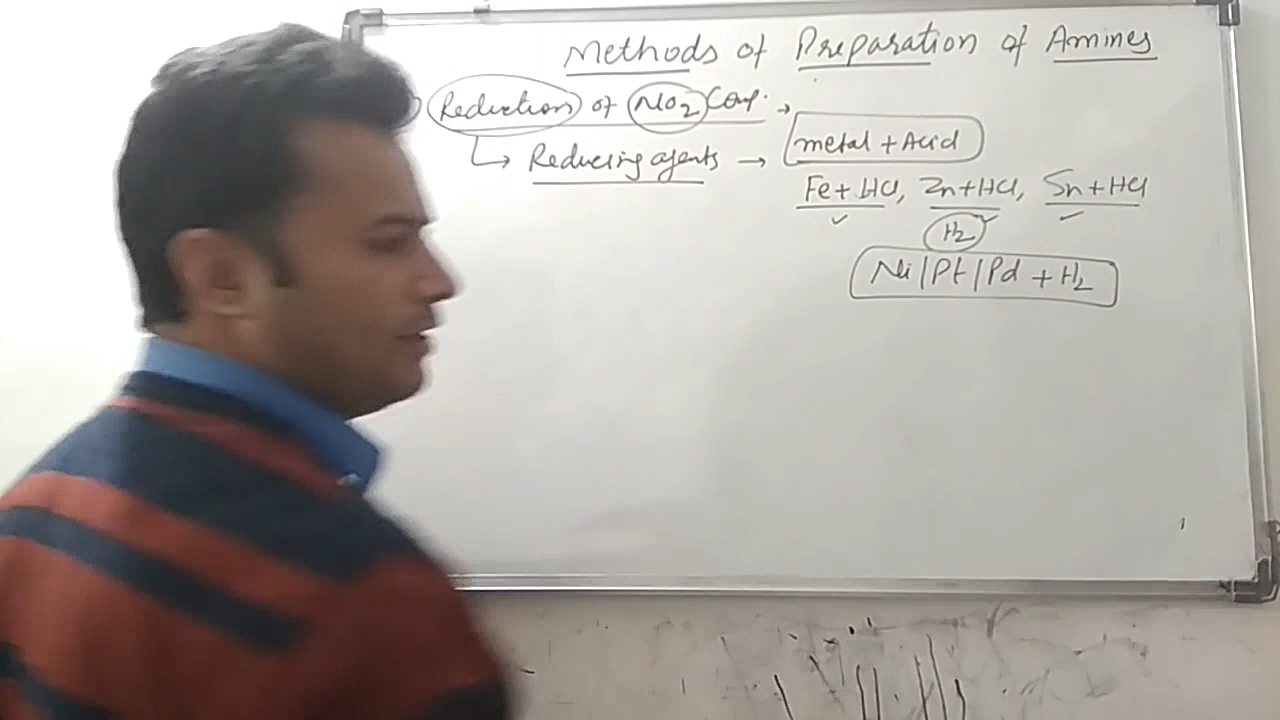 Methods of Preparation of Amines
Reduction of NO2 Comp. →
↳ Reducing agents → metal + Acid
Fe + HCl, Zn+HCl, Sn + HCl
H2
Ni | Pt | Pd + H2